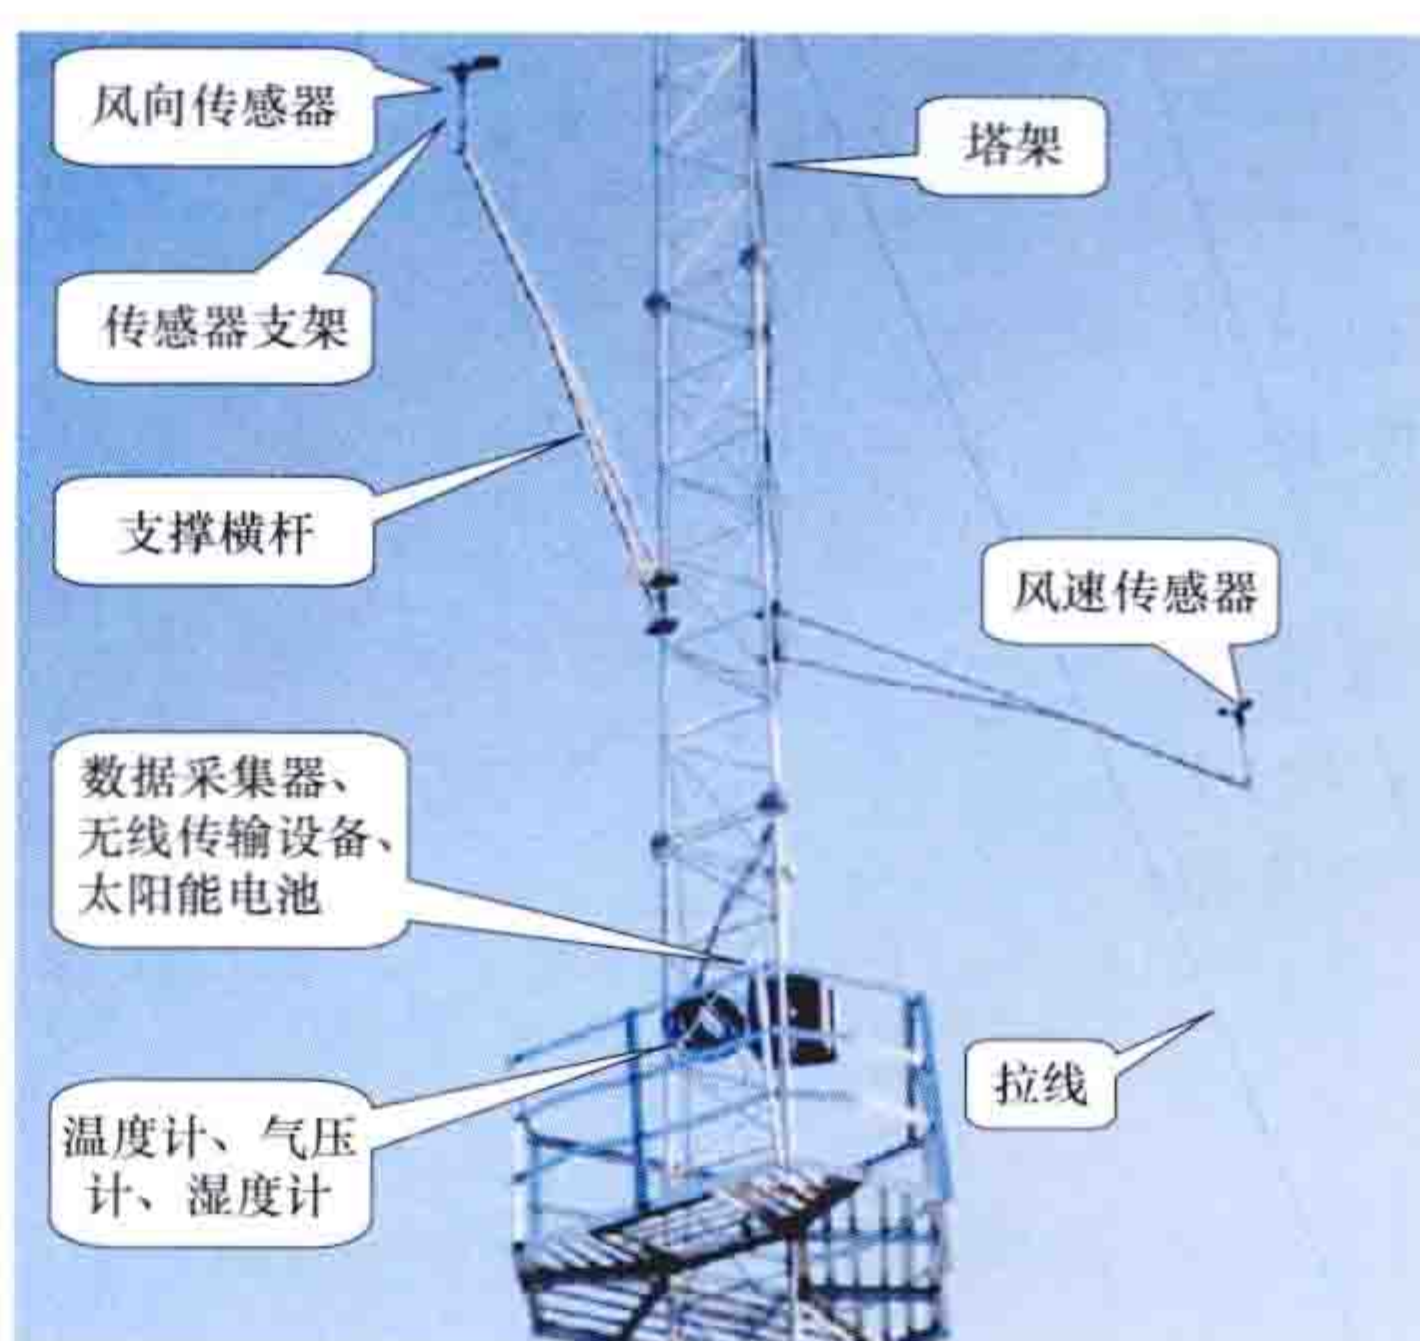 风向传感器
塔架
传感器支架
支撑横杆
风速传感器
数据采集器、
无线传输设备、
太阳能电池
拉线
温度计、气压
计、湿度计